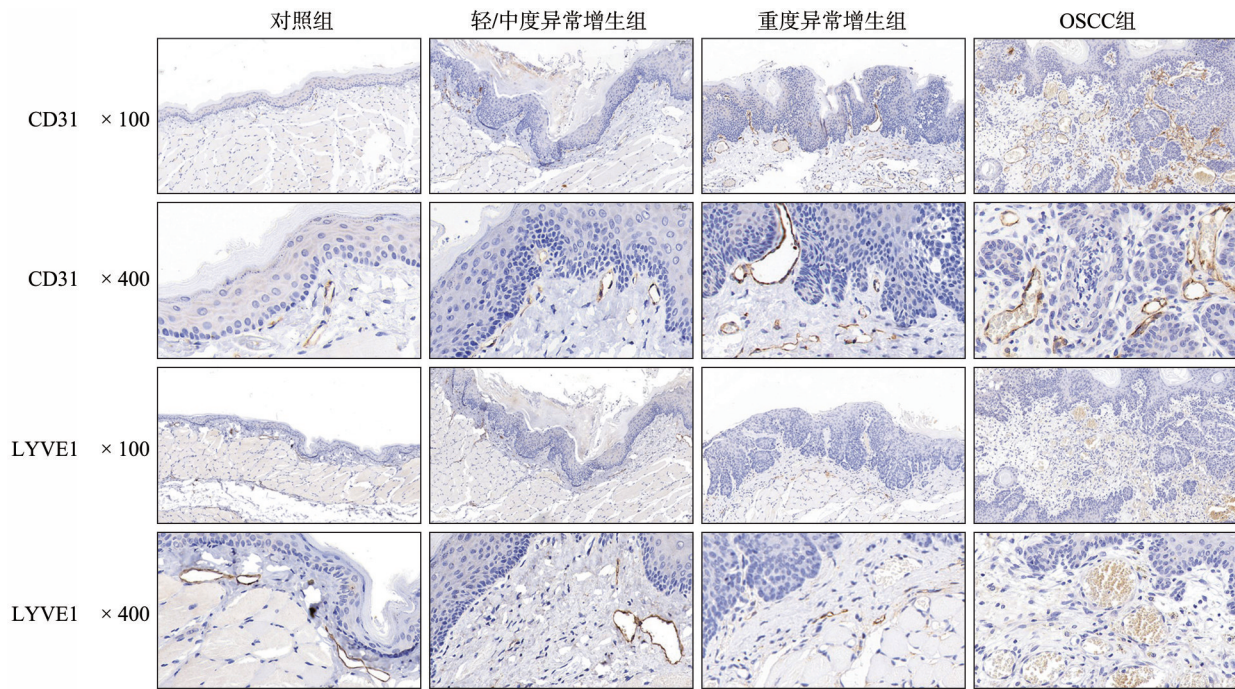 对照组 轻/中度异常增生组 重度异常增生组 OSCC组
CD31 × 100
CD31 × 400
LYVE1 × 100
LYVE1 × 400